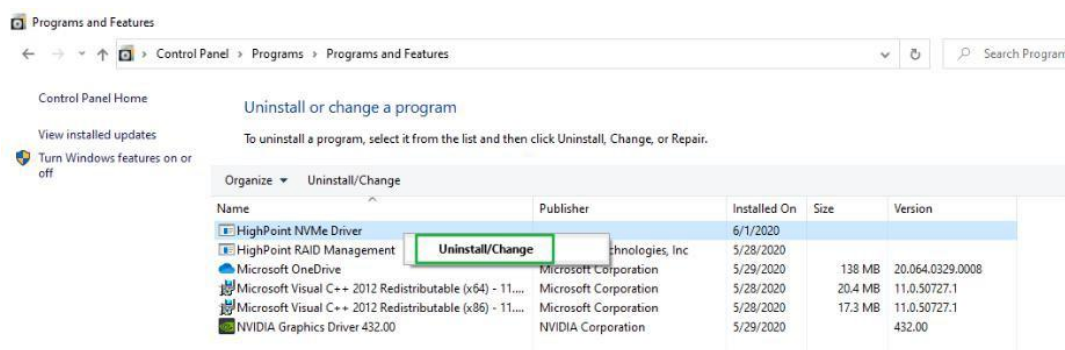 Programs and Features
Control Panel > Programs > Programs and Features
Search Program
Control Panel Home
Uninstall or change a program
View installed updates
To uninstall a program, select it from the list and then click Uninstall, Change, or Repair.
Turn Windows features on or
off
Organize Uninstall/Change
Name Publisher Installed On Size Version
HighPoint NVMe Driver 6/1/2020
HighPoint RAID Management Uninstall/Change chnologies, Inc 5/28/2020
Microsoft OneDrive Microsoft Corporation 5/29/2020 138 MB 20.064.0329.0008
Microsoft Visual C++ 2012 Redistributable (x64) - 11.... Microsoft Corporation 5/28/2020 20.4 MB 11.0.50727.1
Microsoft Visual C++ 2012 Redistributable (x86) - 11.... Microsoft Corporation 5/28/2020 17.3 MB 11.0.50727.1
NVIDIA Graphics Driver 432.00 NVIDIA Corporation 5/29/2020 432.00